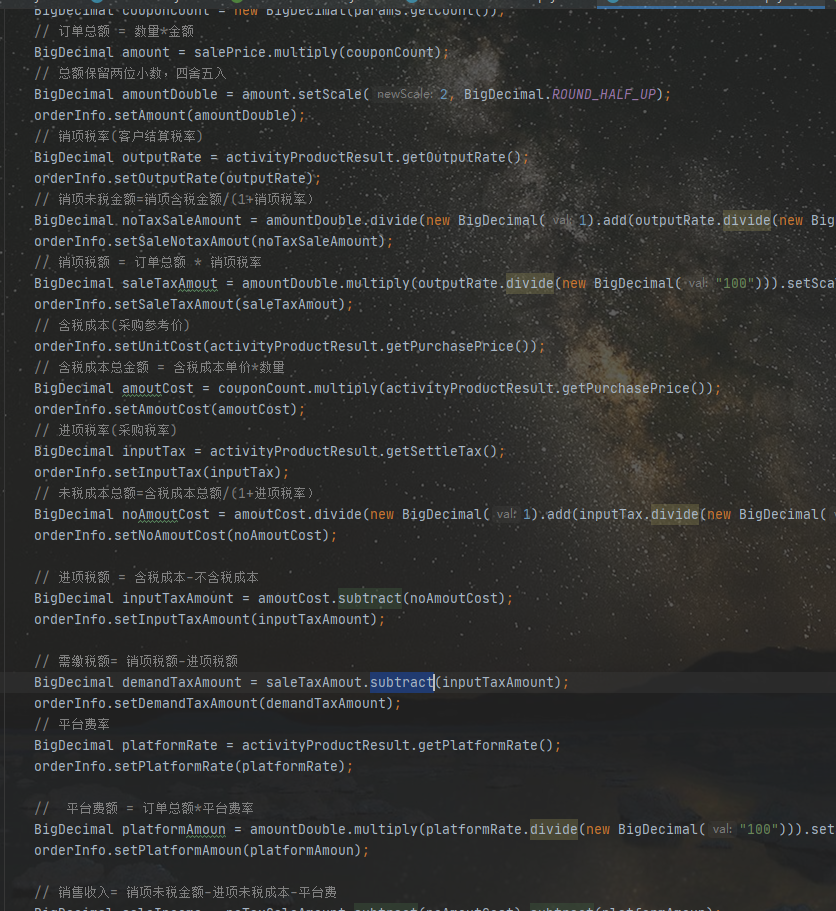 BigDecimal couponCount = new BigDecimal(params.getCount());
// 订单总额 = 数量*金额
BigDecimal amount = salePrice.multiply(couponCount);
// 总额保留两位小数，四舍五入
BigDecimal amountDouble = amount.setScale( newScale: 2, BigDecimal.ROUND_HALF_UP);
orderInfo.setAmount(amountDouble);
// 销项税率(客户结算税率)
BigDecimal outputRate = activityProductResult.getOutputRate();
orderInfo.setOutputRate(outputRate);
// 销项未税金额=销项含税金额/(1+销项税率）
BigDecimal noTaxSaleAmount = amountDouble.divide(new BigDecimal( val: 1).add(outputRate.divide(new Big
orderInfo.setSaleNotaxAmout(noTaxSaleAmount);
// 销项税额 = 订单总额 * 销项税率
BigDecimal saleTaxAmout = amountDouble.multiply(outputRate.divide(new BigDecimal( val: "100"))).setSca
orderInfo.setSaleTaxAmout(saleTaxAmout);
// 含税成本(采购参考价)
orderInfo.setUnitCost(activityProductResult.getPurchasePrice());
// 含税成本总金额 = 含税成本单价*数量
BigDecimal amoutCost = couponCount.multiply(activityProductResult.getPurchasePrice());
orderInfo.setAmoutCost(amoutCost);
// 进项税率(采购税率)
BigDecimal inputTax = activityProductResult.getSettleTax();
orderInfo.setInputTax(inputTax);
// 未税成本总额=含税成本总额/(1+进项税率）
BigDecimal noAmoutCost = amoutCost.divide(new BigDecimal( val: 1).add(inputTax.divide(new BigDecimal(
orderInfo.setNoAmoutCost(noAmoutCost);
// 进项税额 = 含税成本-不含税成本
BigDecimal inputTaxAmount = amoutCost.subtract(noAmoutCost);
orderInfo.setInputTaxAmount(inputTaxAmount);
// 需缴税额= 销项税额-进项税额
BigDecimal demandTaxAmount = saleTaxAmout.subtract(inputTaxAmount);
orderInfo.setDemandTaxAmount(demandTaxAmount);
// 平台费率
BigDecimal platformRate = activityProductResult.getPlatformRate();
orderInfo.setPlatformRate(platformRate);
//  平台费额 = 订单总额*平台费率
BigDecimal platformAmoun = amountDouble.multiply(platformRate.divide(new BigDecimal( val: "100"))).set
orderInfo.setPlatformAmoun(platformAmoun);
// 销售收入= 销项未税金额-进项未税成本-平台费